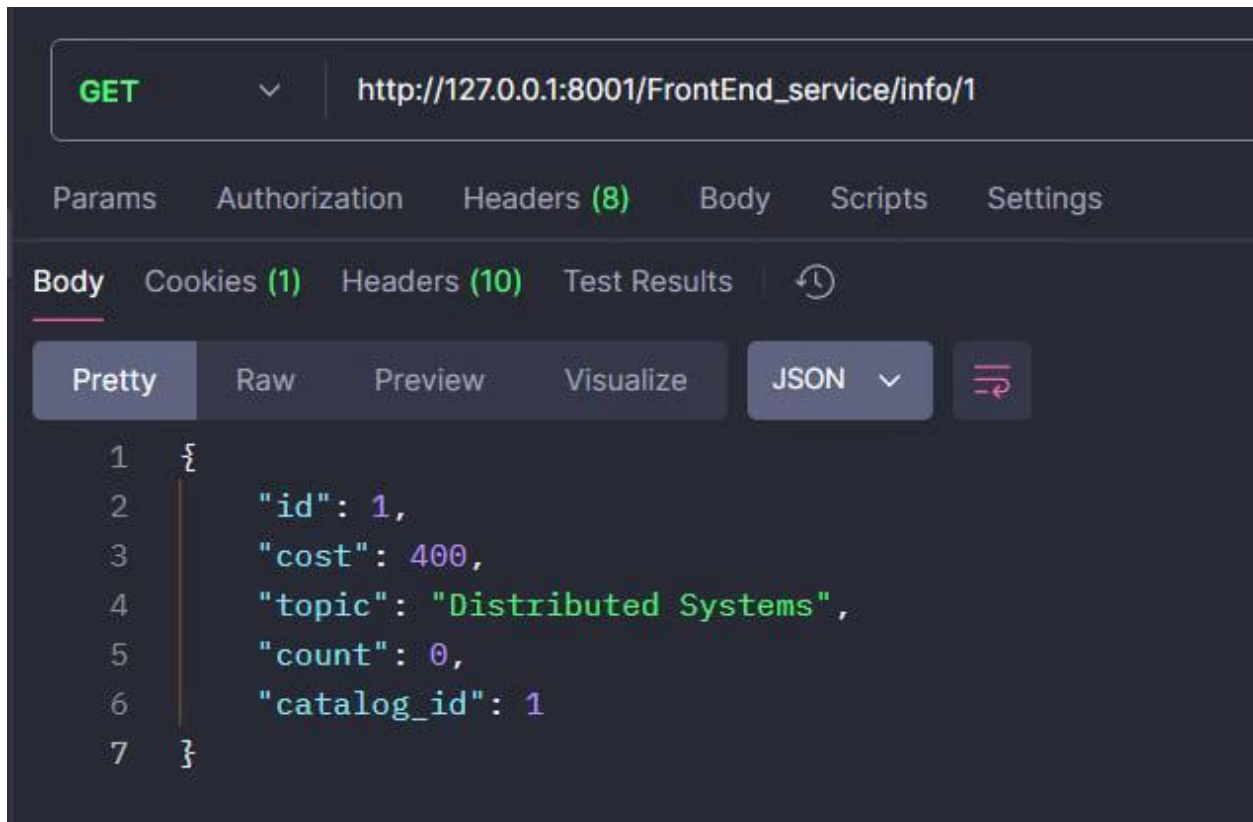 GET http://127.0.0.1:8001/FrontEnd_service/info/1
Params Authorization Headers (8) Body Scripts Settings
Body Cookies (1) Headers (10) Test Results
Pretty Raw Preview Visualize JSON
1 {
2 "id": 1,
3 "cost": 400,
4 "topic": "Distributed Systems",
5 "count": 0,
6 "catalog_id": 1
7 }